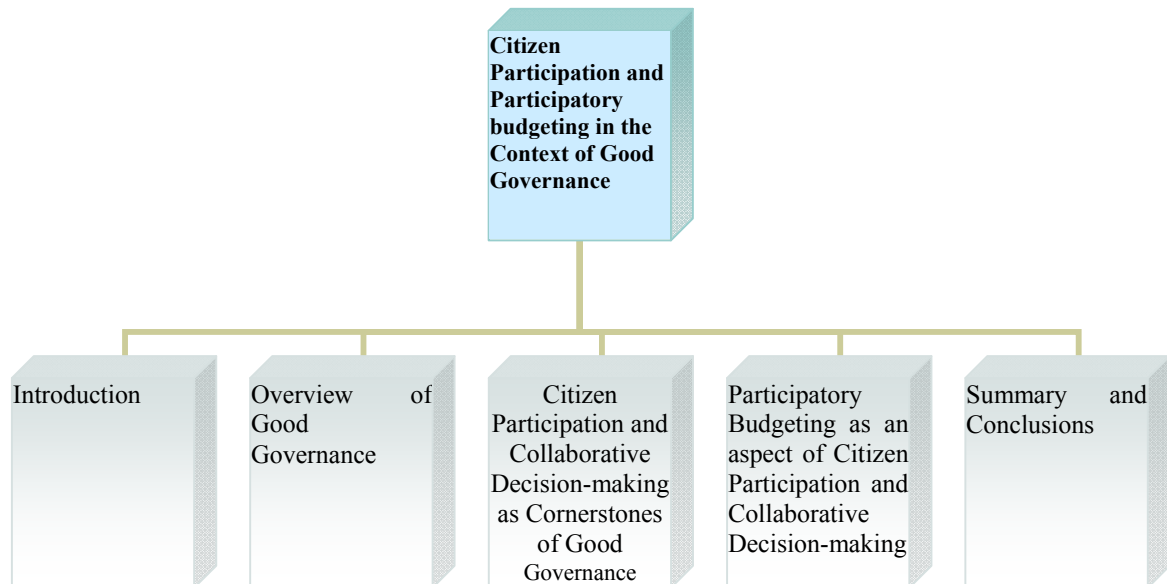 Citizen
Participation and
Participatory
budgeting in the
Context of Good
Governance
Introduction
Overview of
Good
Governance
Citizen
Participation and
Collaborative
Decision-making
as Cornerstones
of Good
Governance
Participatory
Budgeting as an
aspect of Citizen
Participation and
Collaborative
Decision-making
Summary and
Conclusions